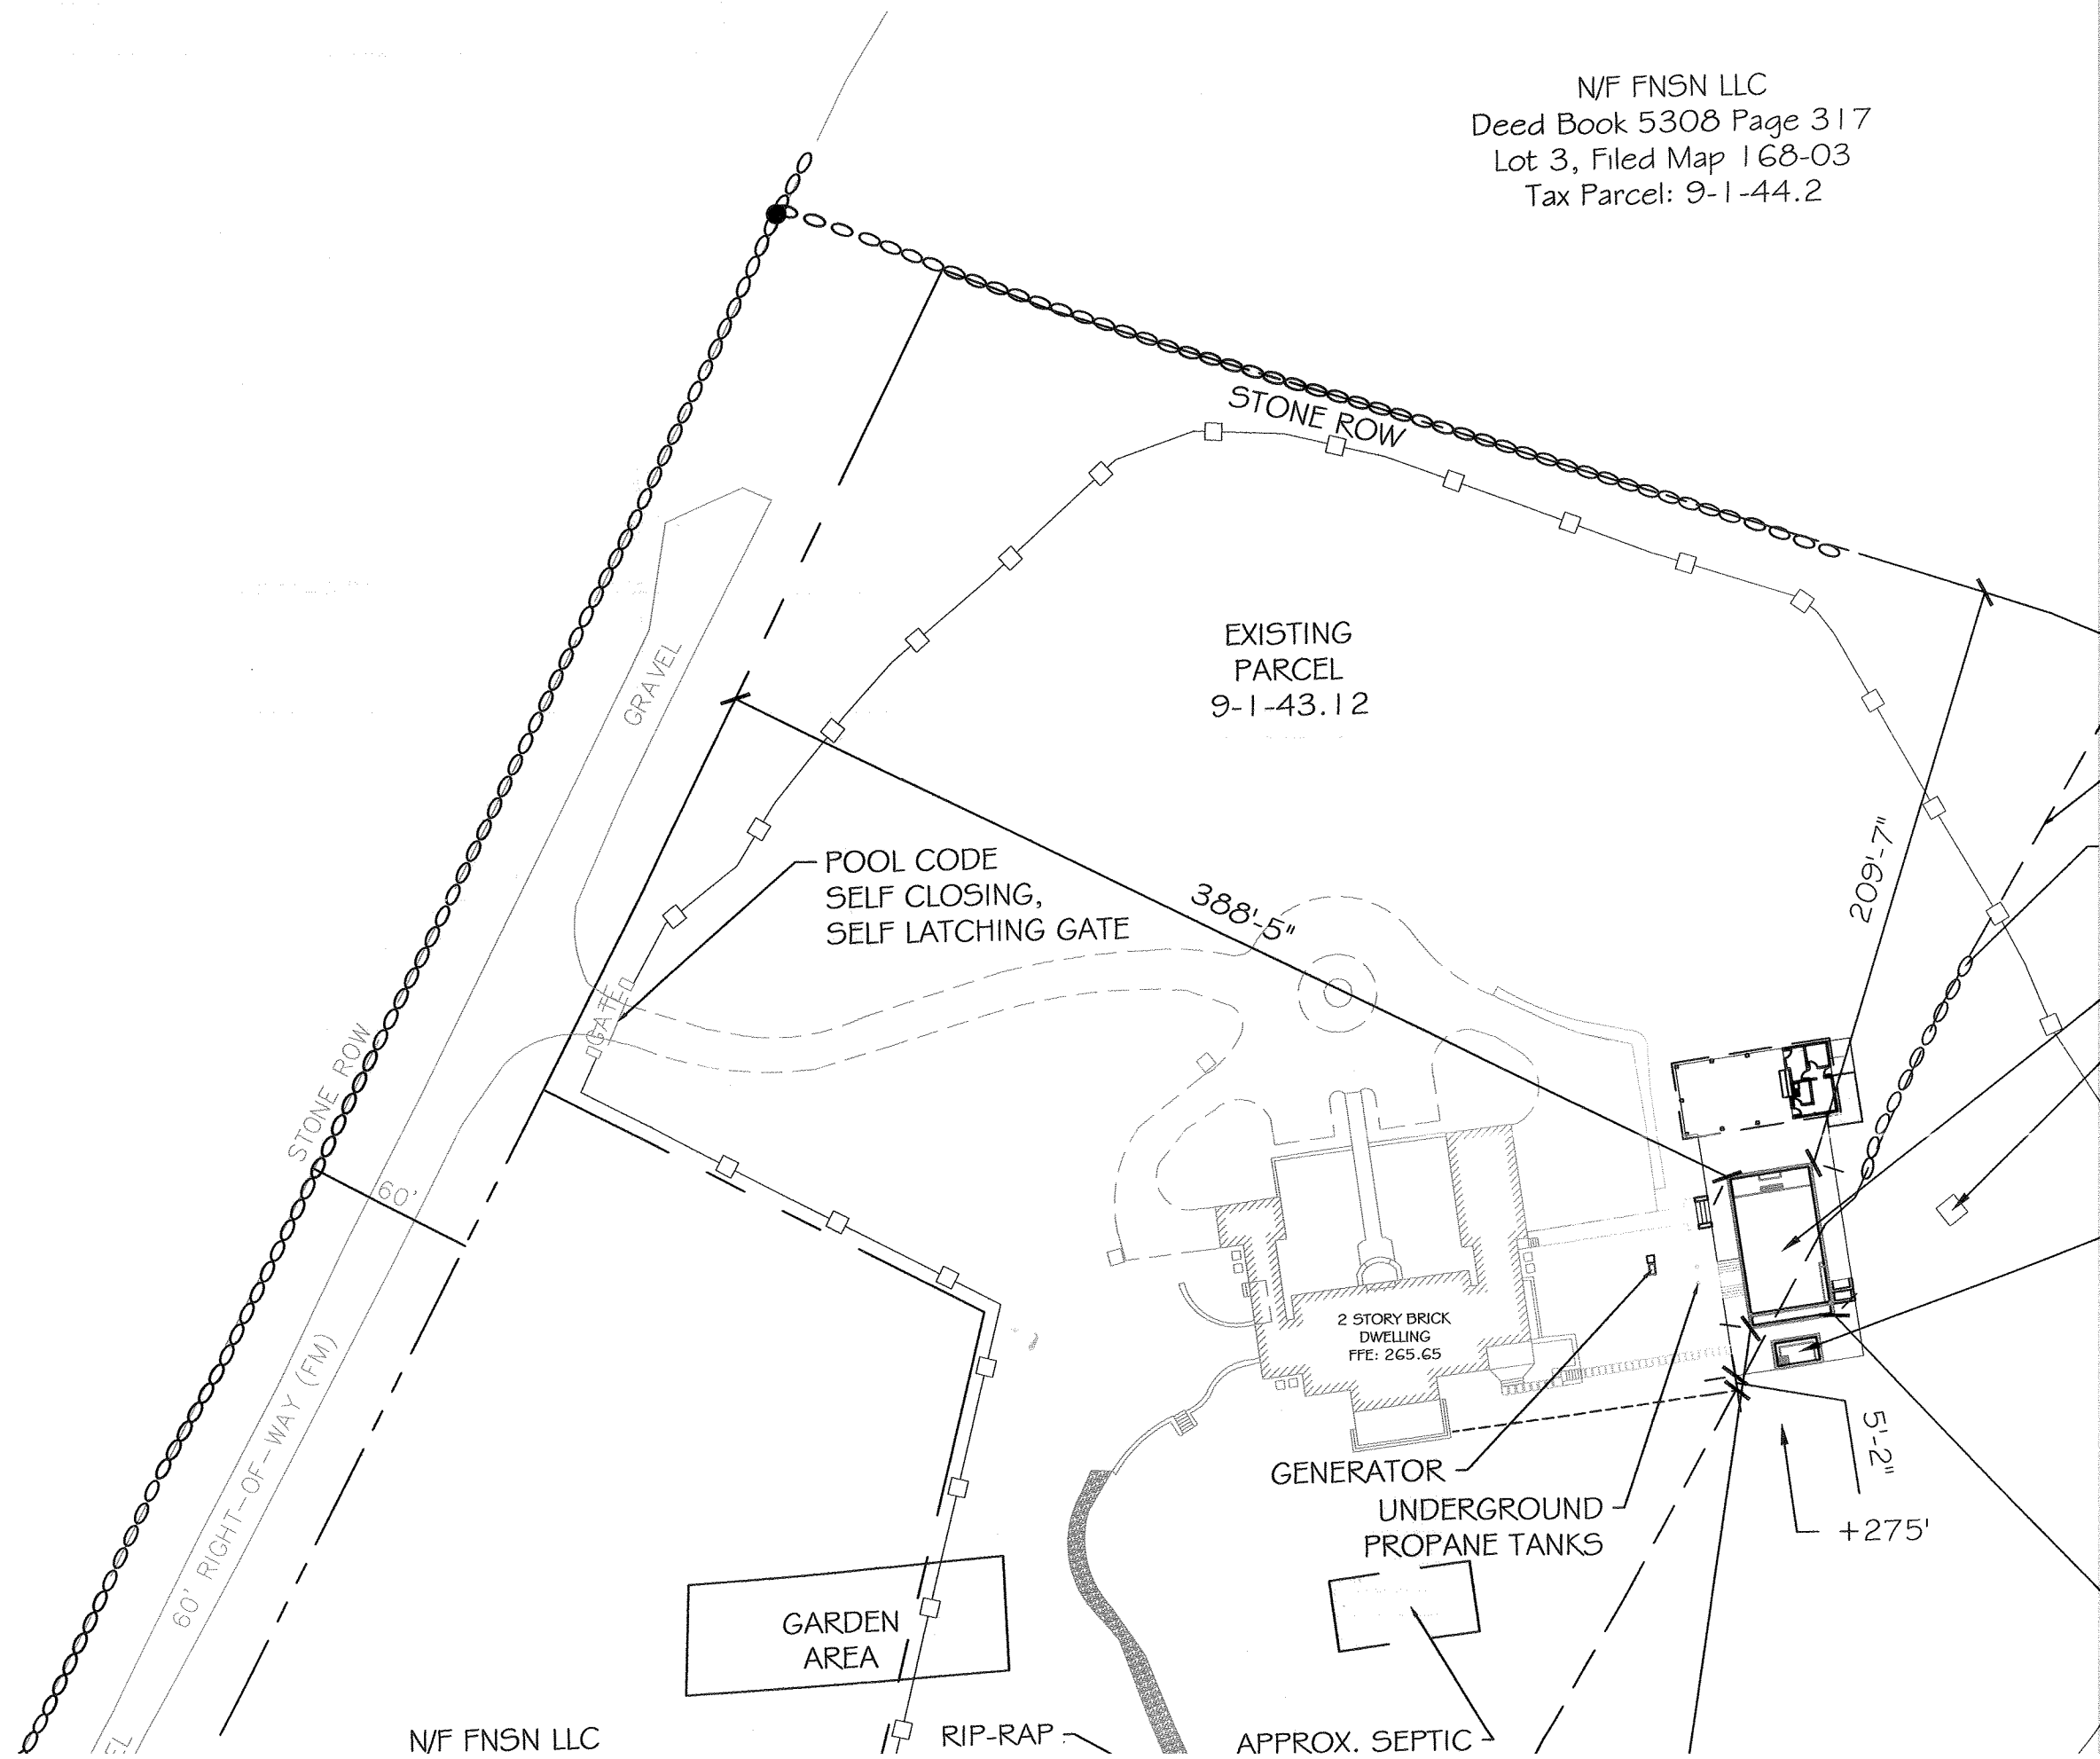 N/F FNSN LLC
Deed Book 5308 Page 317
Lot 3, Filed Map 168-03
Tax Parcel: 9-1-44.2
STONE ROW
EXISTING
PARCEL
9-1-43.12
GRAVEL
209'-7"
POOL CODE
SELF CLOSING,
SELF LATCHING GATE
388'-5"
GATE
STONE ROW
60'
2 STORY BRICK
DWELLING
FFE: 265.65
60' RIGHT-OF-WAY (FM)
5'-2"
GENERATOR
UNDERGROUND
PROPANE TANKS
+275'
GARDEN
AREA
N/F FNSN LLC
RIP-RAP
APPROX. SEPTIC
EL